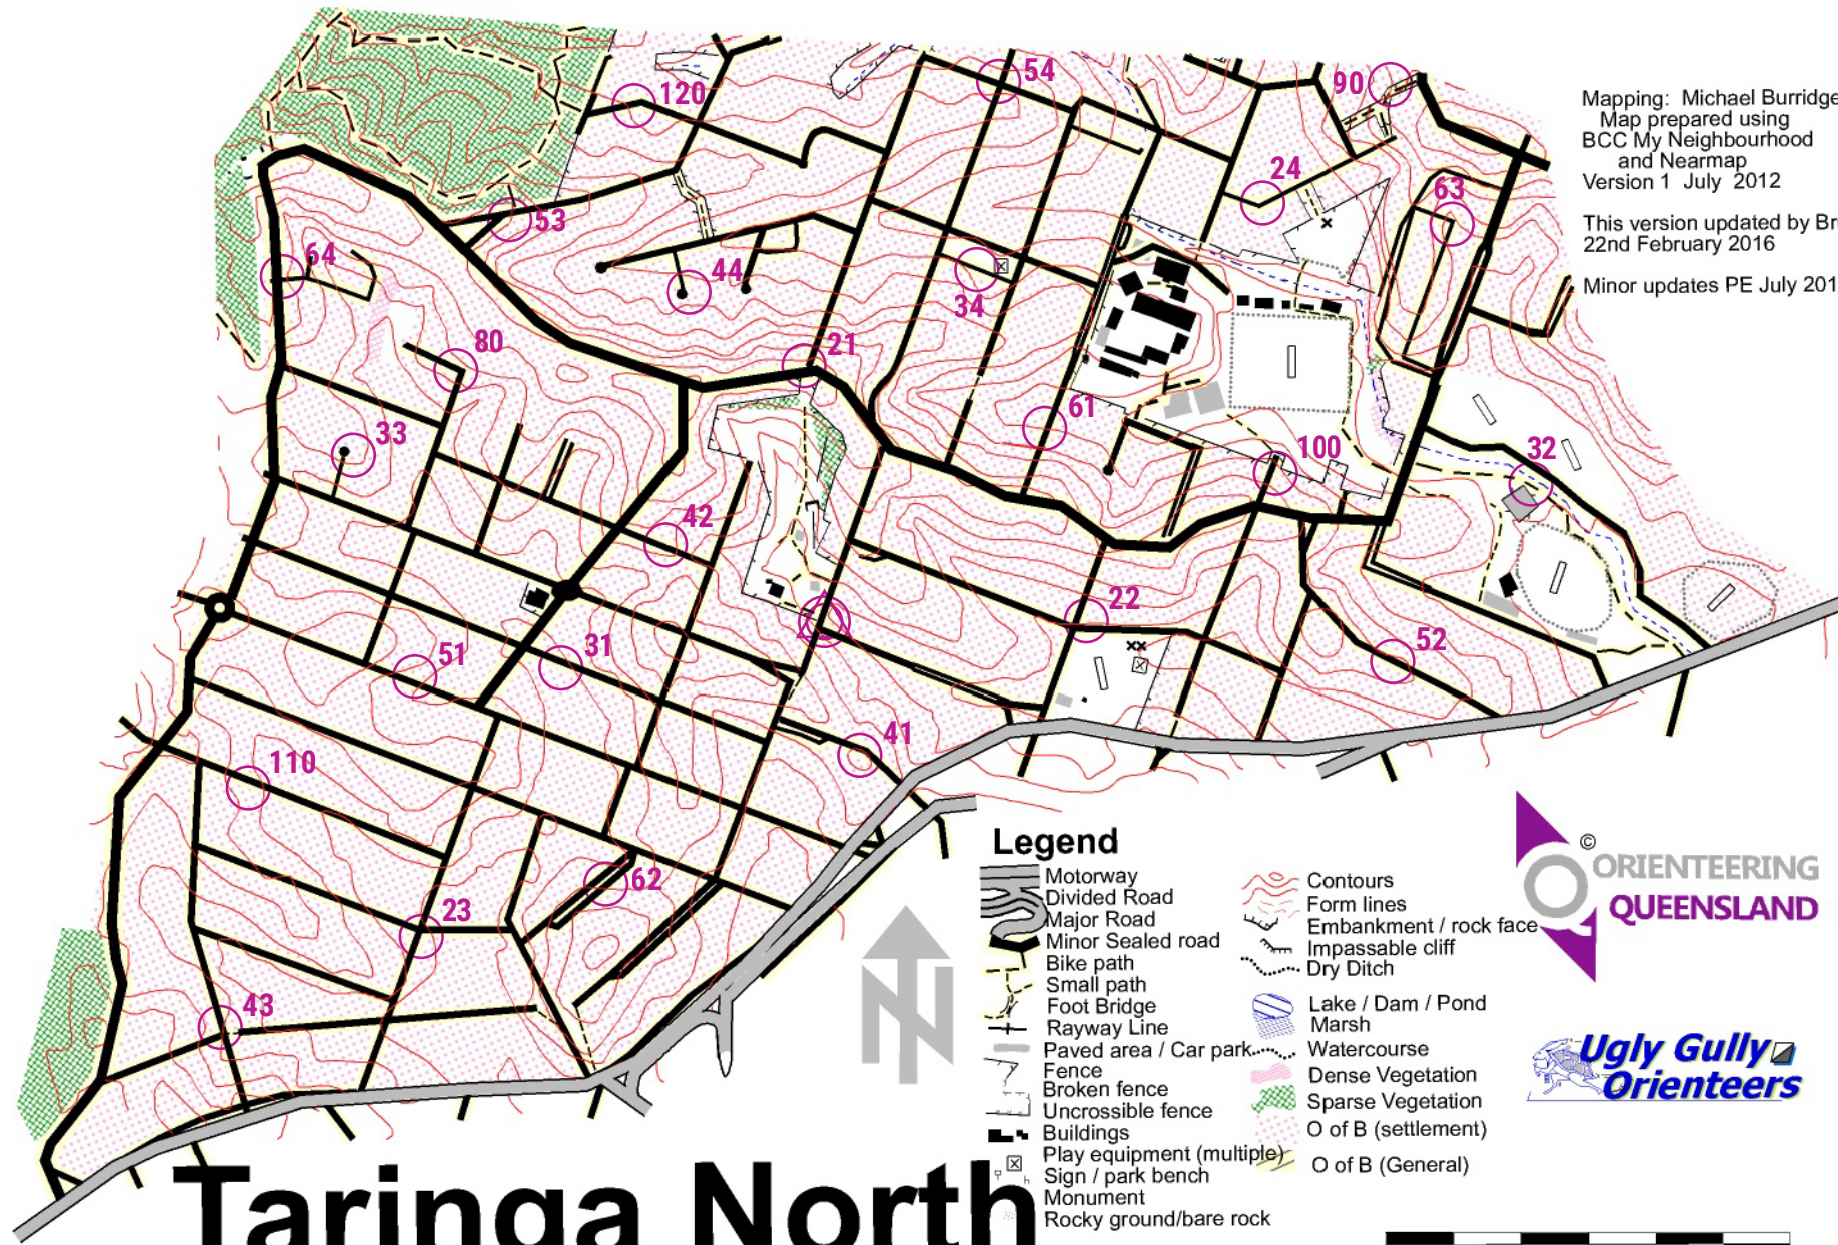 54
90
120
Mapping: Michael Burridge
Map prepared using
BCC My Neighbourhood
and Nearmap
Version 1 July 2012
24
63
53
This version updated by Br
22nd February 2016
64
44
34
Minor updates PE July 201
80
21
33
61
100
32
42
22
51
31
52
41
110
62
23
43
Legend
Motorway
Divided Road
Major Road
Minor Sealed road
Bike path
Small path
Foot Bridge
Rayway Line
Paved area / Car park
Fence
Broken fence
Uncrossible fence
Buildings
Play equipment (multiple)
Sign / park bench
Monument
Rocky ground/bare rock
Contours
Form lines
Embankment / rock face
Impassable cliff
Dry Ditch
Lake / Dam / Pond
Marsh
Watercourse
Dense Vegetation
Sparse Vegetation
O of B (settlement)
O of B (General)
©
ORIENTEERING
QUEENSLAND
N
Ugly Gully
Orienteers
Taringa North